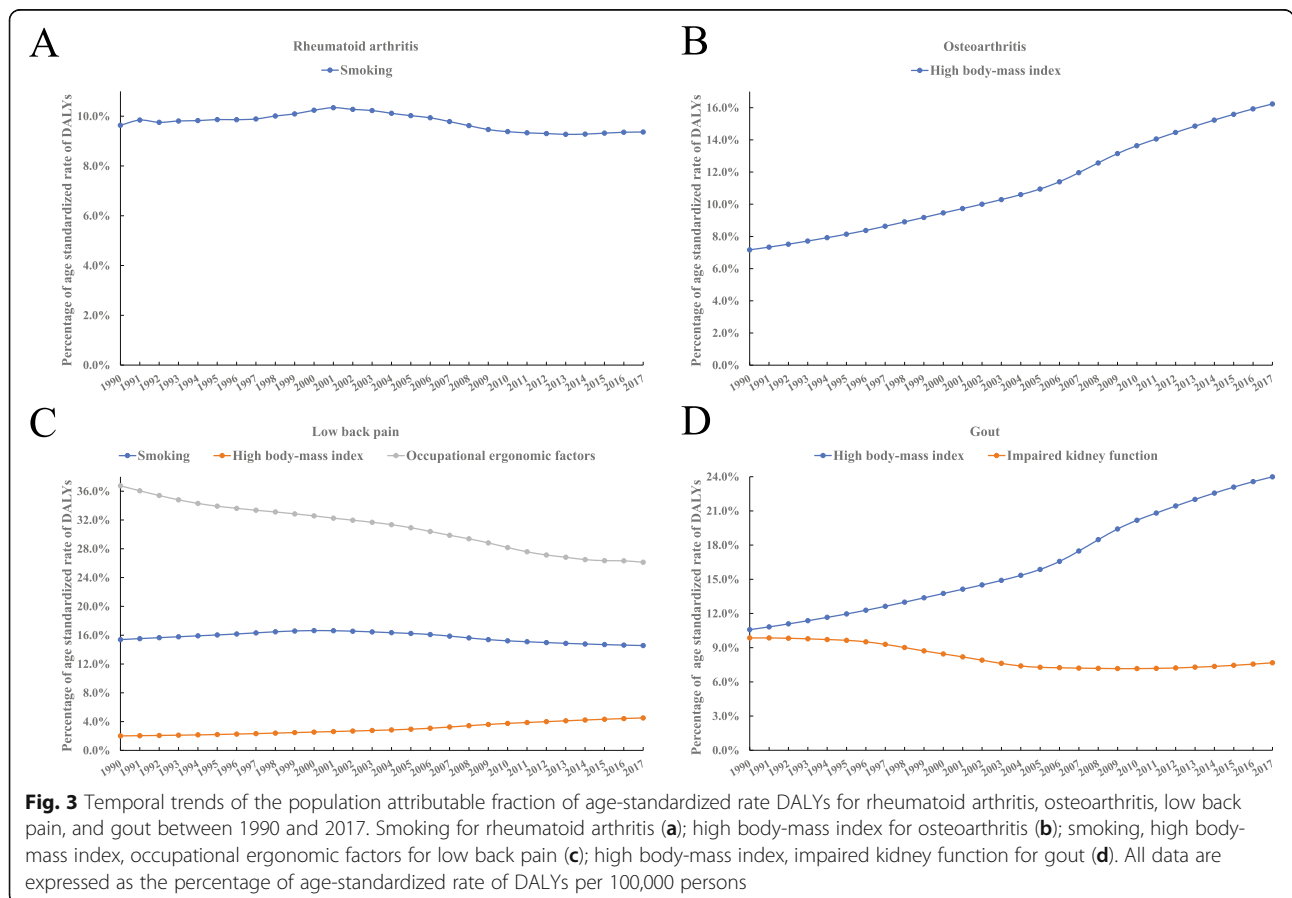 A
Rheumatoid arthritis
Smoking
Percentage of age standardized rate of DALYs
10.0%
8.0%
6.0%
4.0%
2.0%
0.0%
1990 1991 1992 1993 1994 1995 1996 1997 1998 1999 2000 2001 2002 2003 2004 2005 2006 2007 2008 2009 2010 2011 2012 2013 2014 2015 2016 2017
B
Osteoarthritis
High body-mass index
Percentage of age standardized rate of DALYs
16.0%
14.0%
12.0%
10.0%
8.0%
6.0%
4.0%
2.0%
0.0%
1990 1991 1992 1993 1994 1995 1996 1997 1998 1999 2000 2001 2002 2003 2004 2005 2006 2007 2008 2009 2010 2011 2012 2013 2014 2015 2016 2017
C
Low back pain
Smoking High body-mass index Occupational ergonomic factors
Percentage of age standardized rate of DALYs
36.0%
32.0%
28.0%
24.0%
20.0%
16.0%
12.0%
8.0%
4.0%
0.0%
1990 1991 1992 1993 1994 1995 1996 1997 1998 1999 2000 2001 2002 2003 2004 2005 2006 2007 2008 2009 2010 2011 2012 2013 2014 2015 2016 2017
D
Gout
High body-mass index Impaired kidney function
Percentage of age standardized rate of DALYs
24.0%
21.0%
18.0%
15.0%
12.0%
9.0%
6.0%
3.0%
0.0%
1990 1991 1992 1993 1994 1995 1996 1997 1998 1999 2000 2001 2002 2003 2004 2005 2006 2007 2008 2009 2010 2011 2012 2013 2014 2015 2016 2017
Fig. 3 Temporal trends of the population attributable fraction of age-standardized rate DALYs for rheumatoid arthritis, osteoarthritis, low back
pain, and gout between 1990 and 2017. Smoking for rheumatoid arthritis (a); high body-mass index for osteoarthritis (b); smoking, high body-
mass index, occupational ergonomic factors for low back pain (c); high body-mass index, impaired kidney function for gout (d). All data are
expressed as the percentage of age-standardized rate of DALYs per 100,000 persons